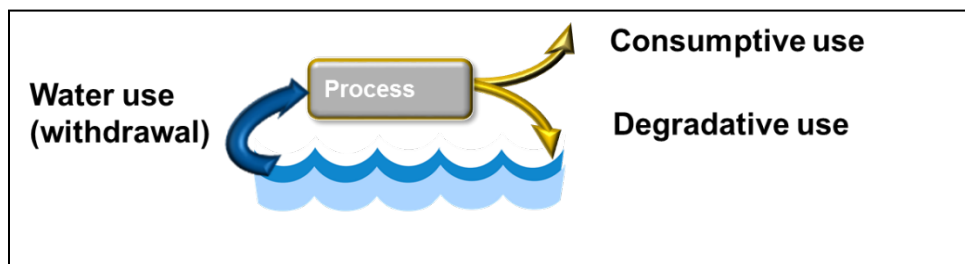 Water use
(withdrawal)
Process
Consumptive use
Degradative use